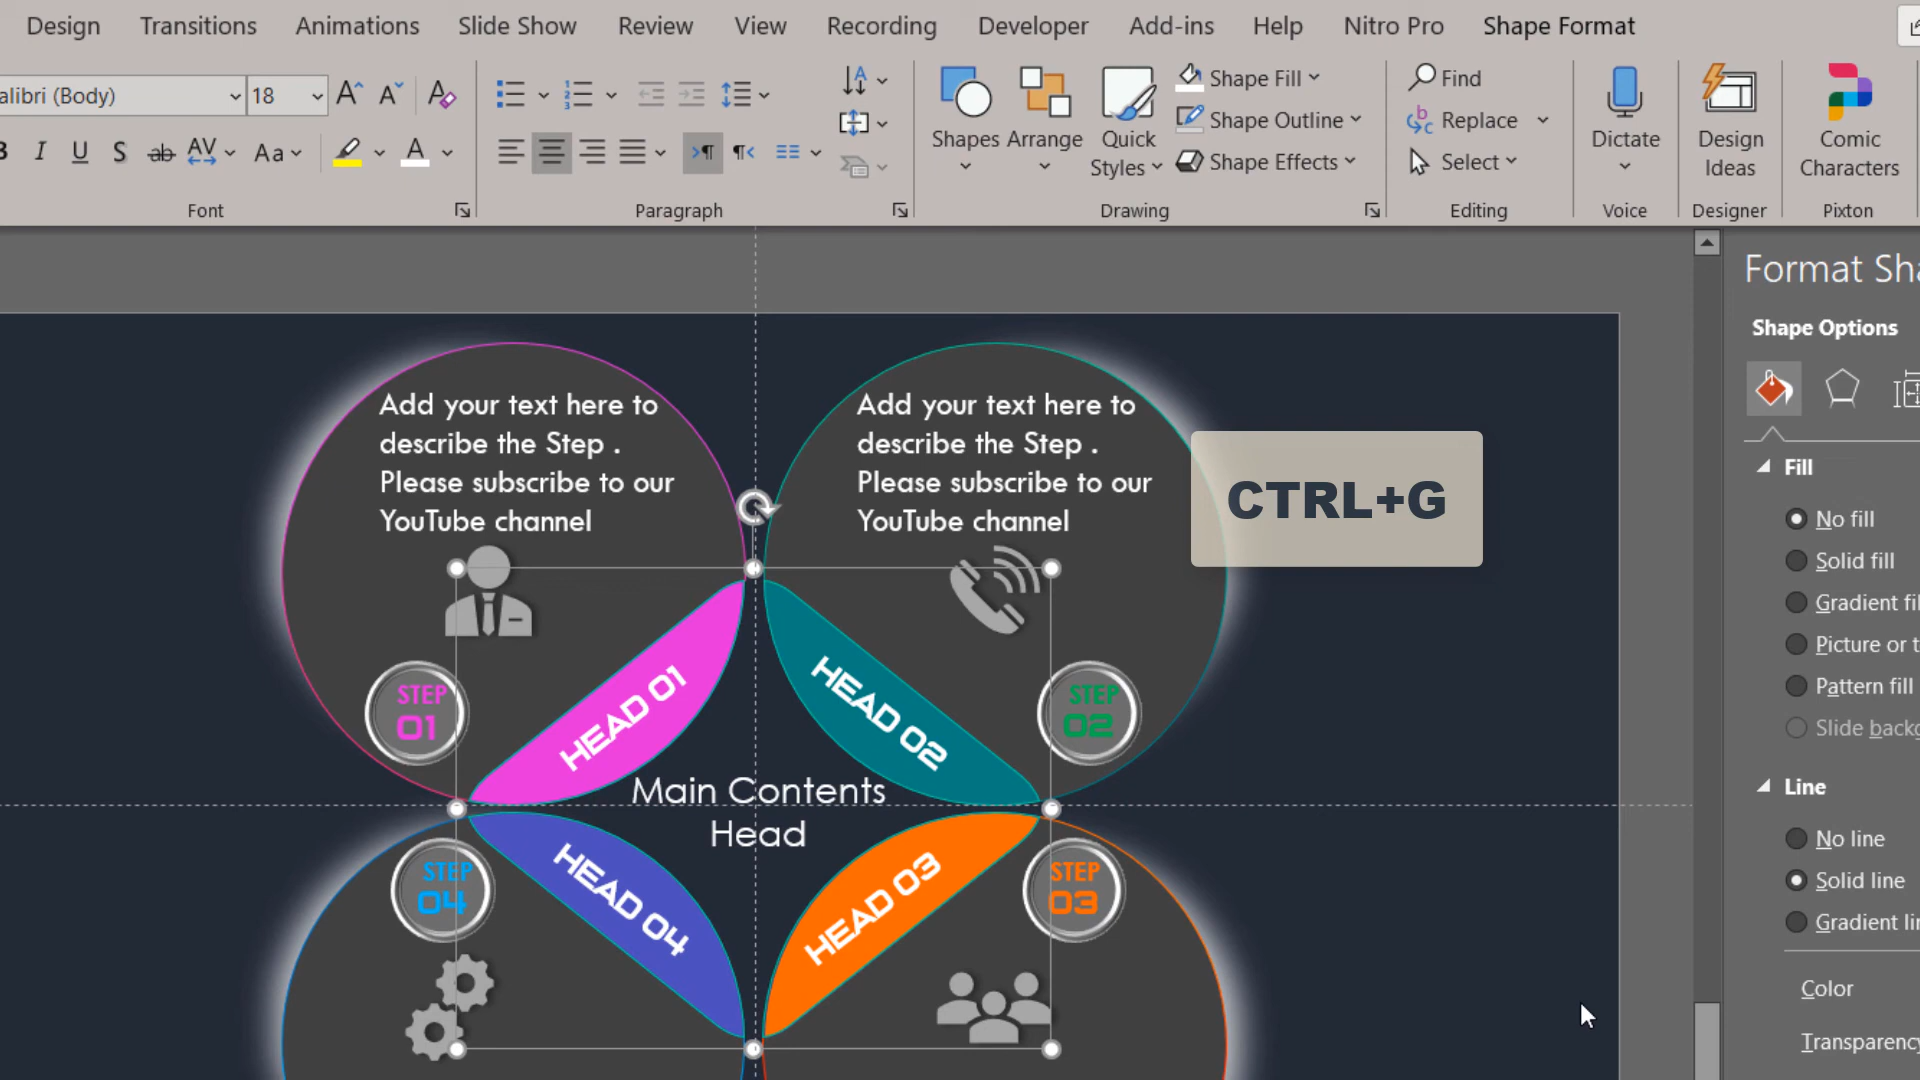 Design Transitions Animations Slide Show Review View Recording Developer Add-ins Help Nitro Pro Shape Format
alibri (Body) 18 A A A
B I U S ab AV Aa A
Font
Paragraph
Shapes
Arrange
Quick
Styles
Shape Fill
Shape Outline
Shape Effects
Drawing
Find
Replace
Select
Editing
Dictate
Voice
Design
Ideas
Designer
Comic
Characters
Pixton
Add your text here to
describe the Step .
Please subscribe to our
YouTube channel
Add your text here to
describe the Step .
Please subscribe to our
YouTube channel
CTRL+G
STEP
01
HEAD 01
HEAD 02
STEP
02
Main Contents
Head
STEP
04
HEAD 04
HEAD 03
STEP
03
Format Sha
Shape Options
Fill
No fill
Solid fill
Gradient fil
Picture or t
Pattern fill
Slide backg
Line
No line
Solid line
Gradient lin
Color
Transparency